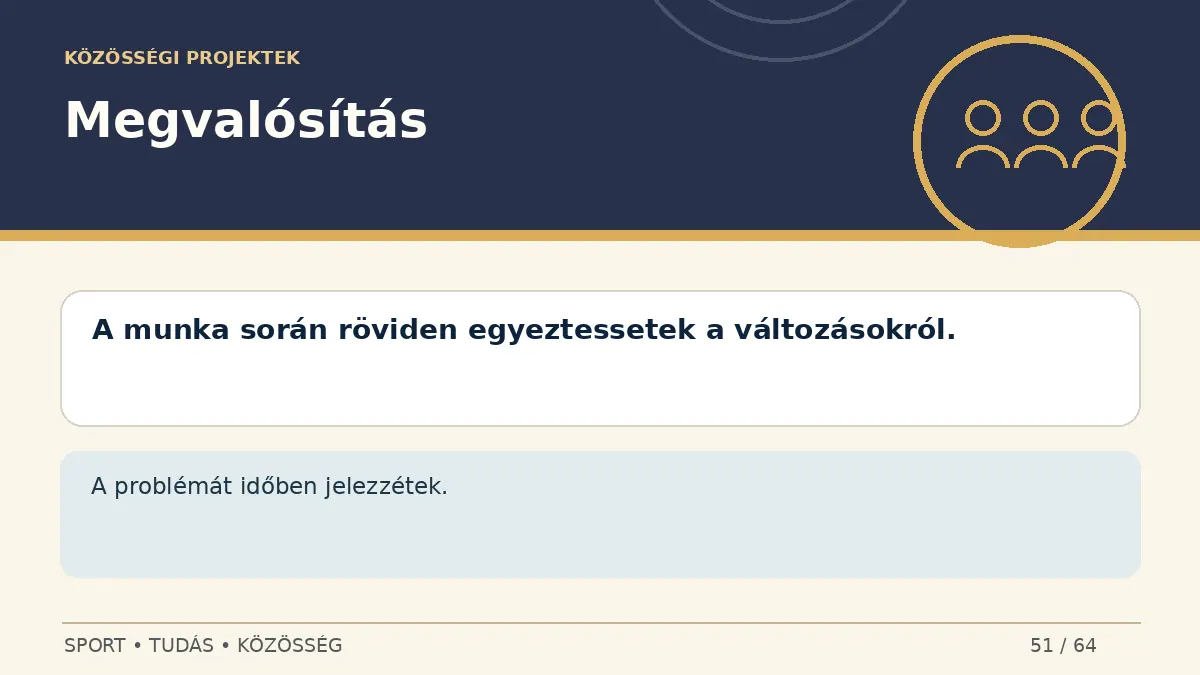 KÖZÖSSÉGI PROJEKTEK
Megvalósítás
A munka során röviden egyeztessetek a változásokról.
A problémát időben jelezzétek.
SPORT • TUDÁS • KÖZÖSSÉG
51 / 64